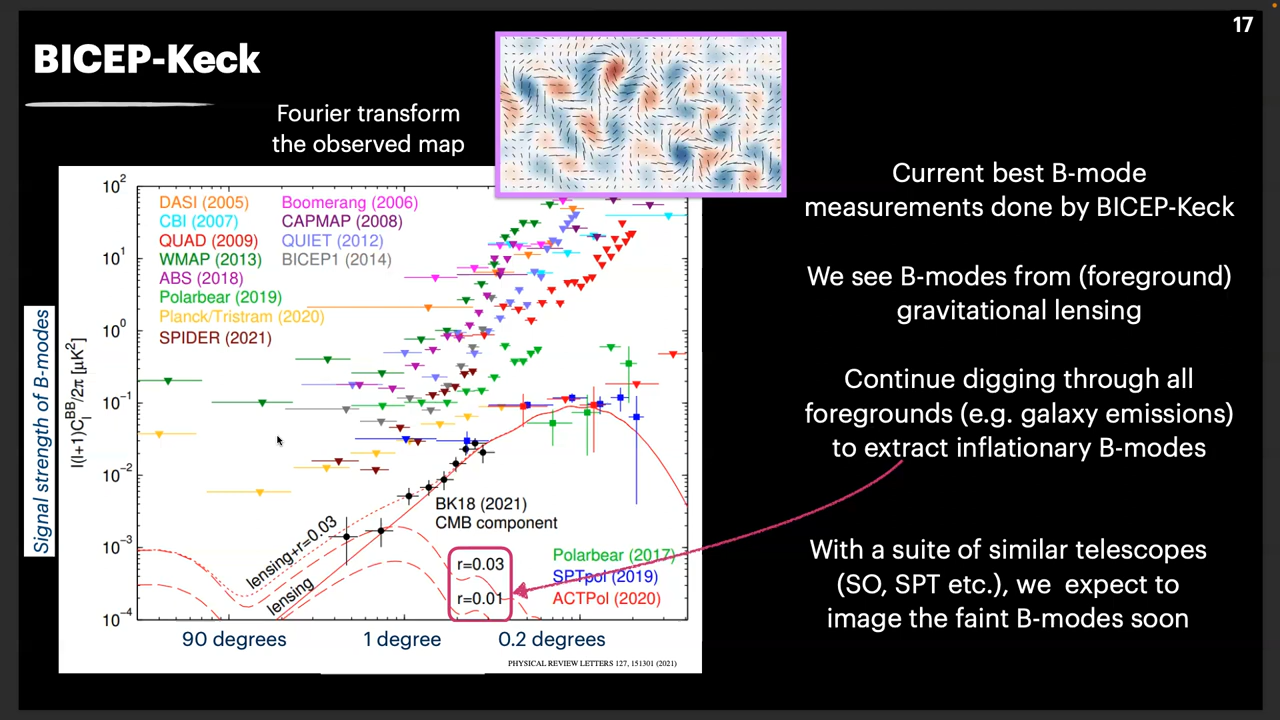 17
BICEP-Keck
Fourier transform
the observed map
10²
10¹
10⁰
10⁻¹
10⁻²
10⁻³
10⁻⁴
Signal strength of B-modes
l(l+1)C_l^BB/2π [μK²]
DASI (2005)
CBI (2007)
QUAD (2009)
WMAP (2013)
ABS (2018)
Polarbear (2019)
Planck/Tristram (2020)
SPIDER (2021)
Boomerang (2006)
CAPMAP (2008)
QUIET (2012)
BICEP1 (2014)
BK18 (2021)
CMB component
lensing+r=0.03
lensing
r=0.03
r=0.01
Polarbear (2017)
SPTpol (2019)
ACTPol (2020)
90 degrees
1 degree
0.2 degrees
PHYSICAL REVIEW LETTERS 127, 151301 (2021)
Current best B-mode
measurements done by BICEP-Keck
We see B-modes from (foreground)
gravitational lensing
Continue digging through all
foregrounds (e.g. galaxy emissions)
to extract inflationary B-modes
With a suite of similar telescopes
(SO, SPT etc.), we expect to
image the faint B-modes soon